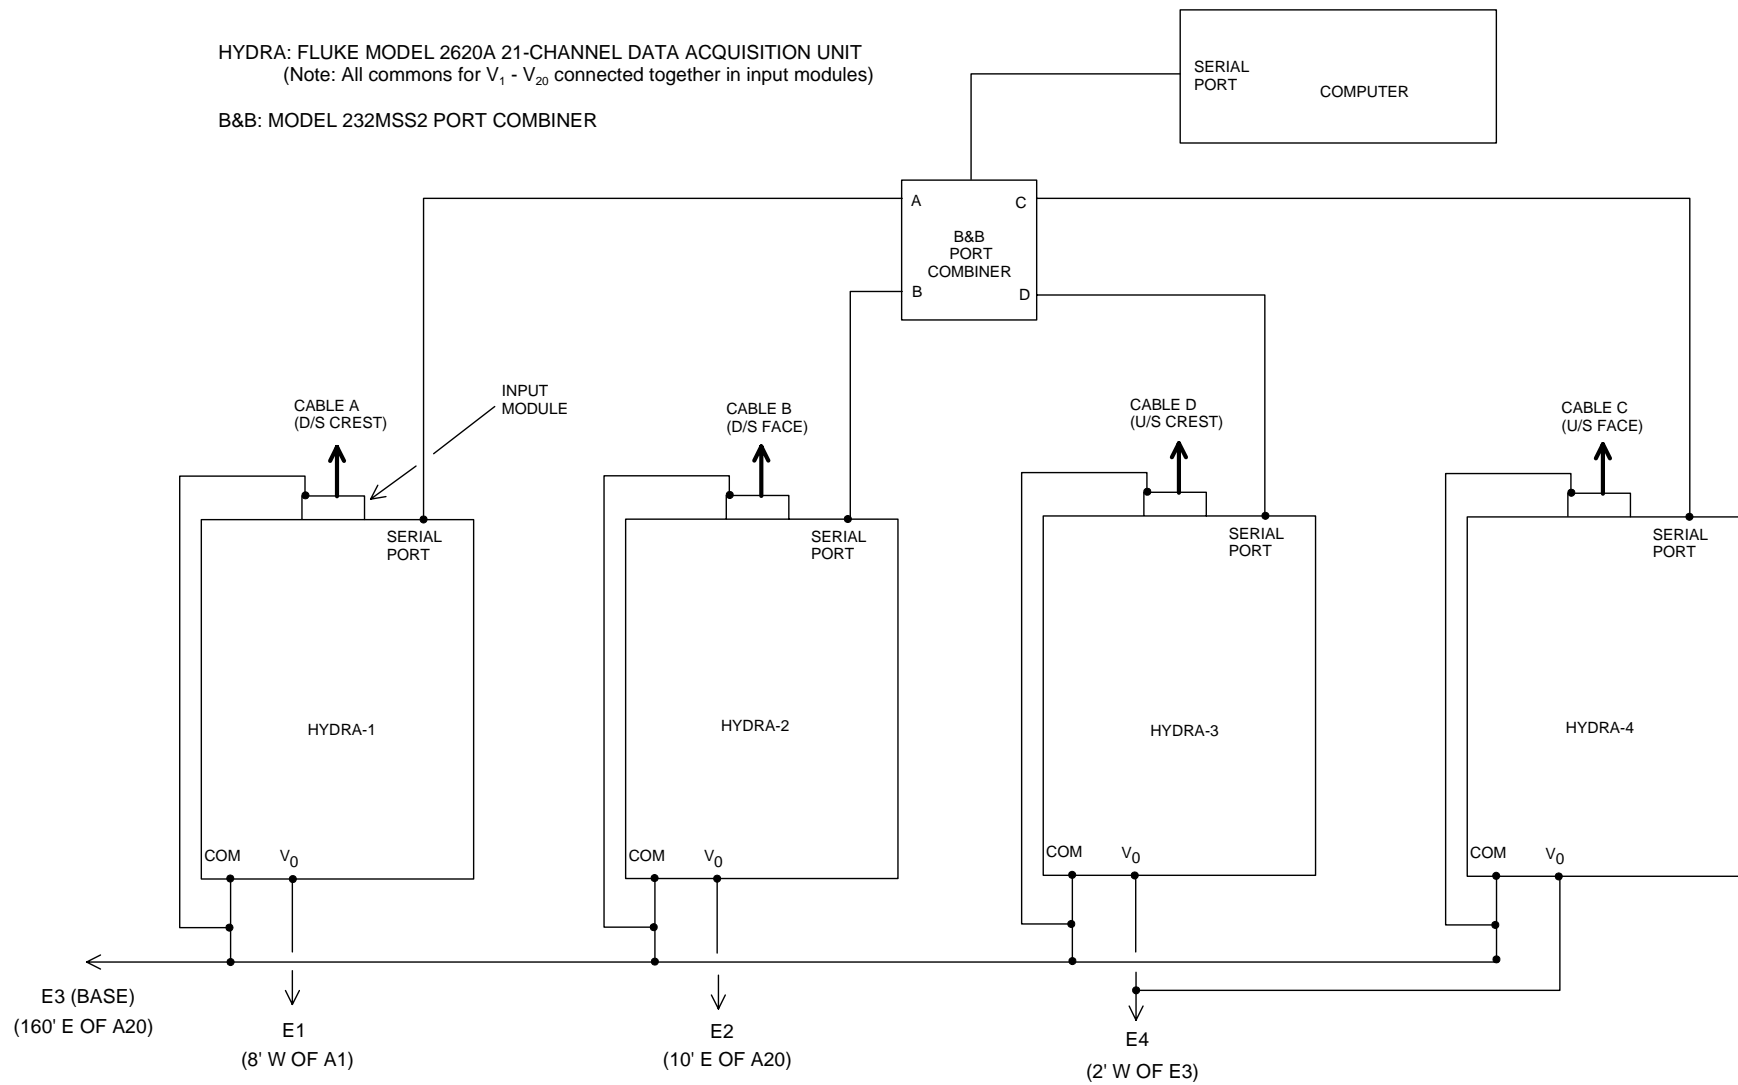 HYDRA: FLUKE MODEL 2620A 21-CHANNEL DATA ACQUISITION UNIT
(Note: All commons for V1 - V20 connected together in input modules)
B&B: MODEL 232MSS2 PORT COMBINER
SERIAL
PORT
COMPUTER
A
C
B&B
PORT
COMBINER
B
D
INPUT
MODULE
CABLE A
(D/S CREST)
CABLE B
(D/S FACE)
CABLE D
(U/S CREST)
CABLE C
(U/S FACE)
SERIAL
PORT
SERIAL
PORT
SERIAL
PORT
SERIAL
PORT
HYDRA-1
HYDRA-2
HYDRA-3
HYDRA-4
COM
V0
COM
V0
COM
V0
COM
V0
E3 (BASE)
(160' E OF A20)
E1
(8' W OF A1)
E2
(10' E OF A20)
E4
(2' W OF E3)